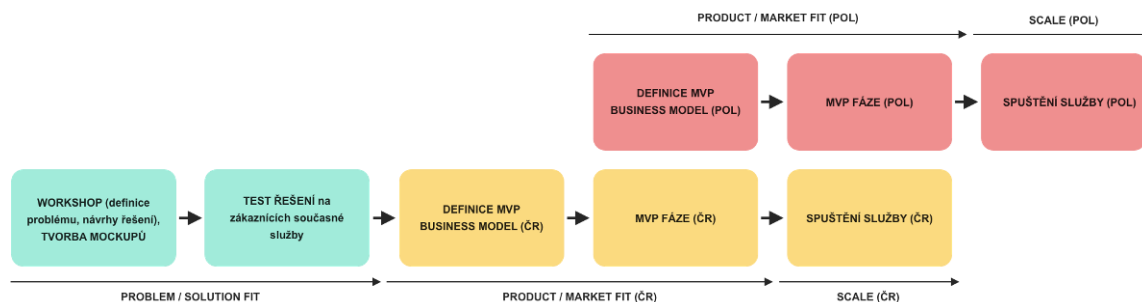 PRODUCT / MARKET FIT (POL)
SCALE (POL)
DEFINICE MVP
BUSINESS MODEL (POL)
MVP FÁZE (POL)
SPUŠTĚNÍ SLUŽBY (POL)
WORKSHOP (definice
problému, návrhy řešení),
TVORBA MOCKUPŮ
TEST ŘEŠENÍ na
zákaznících současné
služby
DEFINICE MVP
BUSINESS MODEL (ČR)
MVP FÁZE (ČR)
SPUŠTĚNÍ SLUŽBY (ČR)
PROBLEM / SOLUTION FIT
PRODUCT / MARKET FIT (ČR)
SCALE (ČR)